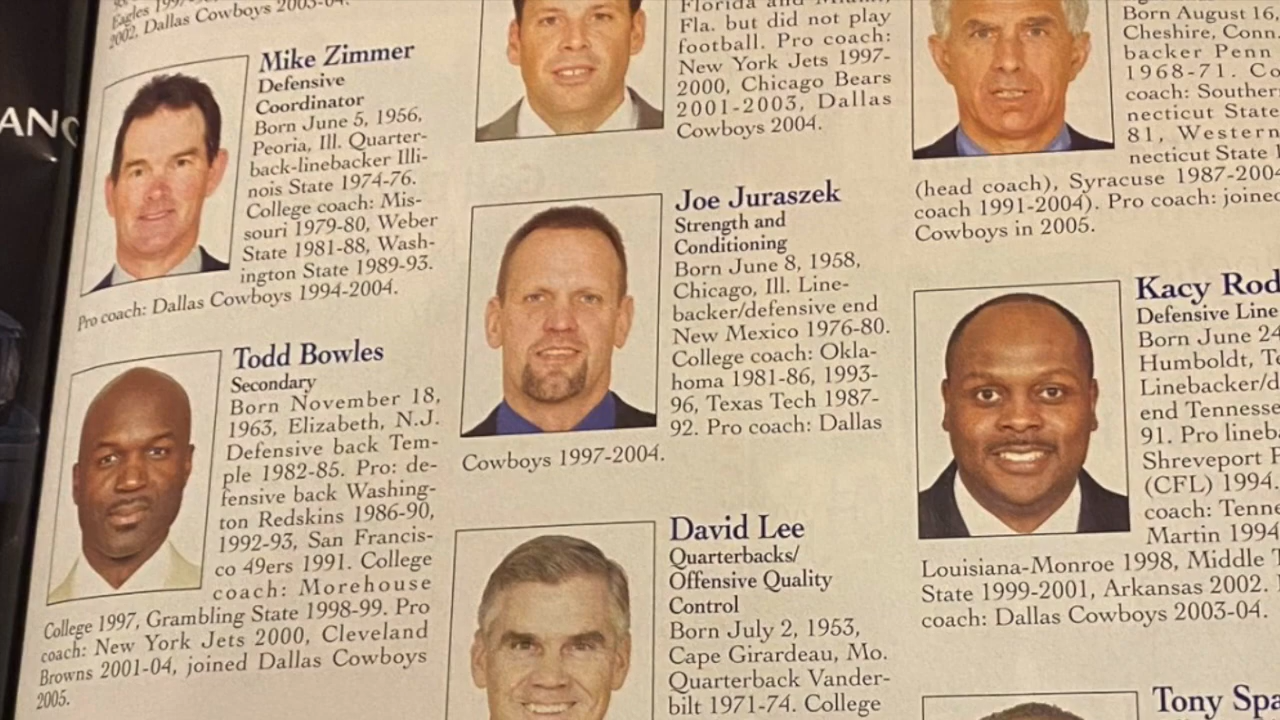 Eagles
2002, Dallas Cowboys 2003-04.
Mike Zimmer
Defensive
Coordinator
Born June 5, 1956,
Peoria, Ill. Quarter-
back-linebacker Illi-
nois State 1974-76.
College coach: Mis-
souri 1979-80, Weber
State 1981-88, Wash-
ington State 1989-93.
Pro coach: Dallas Cowboys 1994-2004.
Todd Bowles
Secondary
Born November 18,
1963, Elizabeth, N.J.
Defensive back Tem-
ple 1982-85. Pro: de-
fensive back Washing-
ton Redskins 1986-90,
1992-93, San Francis-
co 49ers 1991. College
coach: Morehouse
College 1997, Grambling State 1998-99. Pro
coach: New York Jets 2000, Cleveland
Browns 2001-04, joined Dallas Cowboys
2005.
Florida and
Fla. but did not play
football. Pro coach:
New York Jets 1997-
2000, Chicago Bears
2001-2003, Dallas
Cowboys 2004.
Joe Juraszek
Strength and
Conditioning
Born June 8, 1958,
Chicago, Ill. Line-
backer/defensive end
New Mexico 1976-80.
College coach: Okla-
homa 1981-86, 1993-
96, Texas Tech 1987-
92. Pro coach: Dallas
Cowboys 1997-2004.
David Lee
Quarterbacks/
Offensive Quality
Control
Born July 2, 1953,
Cape Girardeau, Mo.
Quarterback Vander-
bilt 1971-74. College
Born August 16,
Cheshire, Conn.
backer Penn
1968-71. Co
coach: Southern
necticut State
81, Western
necticut State
(head coach), Syracuse 1987-2004
coach 1991-2004). Pro coach: joined
Cowboys in 2005.
Kacy Rod
Defensive Line
Born June 24
Humboldt, Te
Linebacker/d
end Tennesse
91. Pro lineb
Shreveport P
(CFL) 1994.
coach: Tenne
Martin 1994
Louisiana-Monroe 1998, Middle T
State 1999-2001, Arkansas 2002.
coach: Dallas Cowboys 2003-04.
Tony Spa